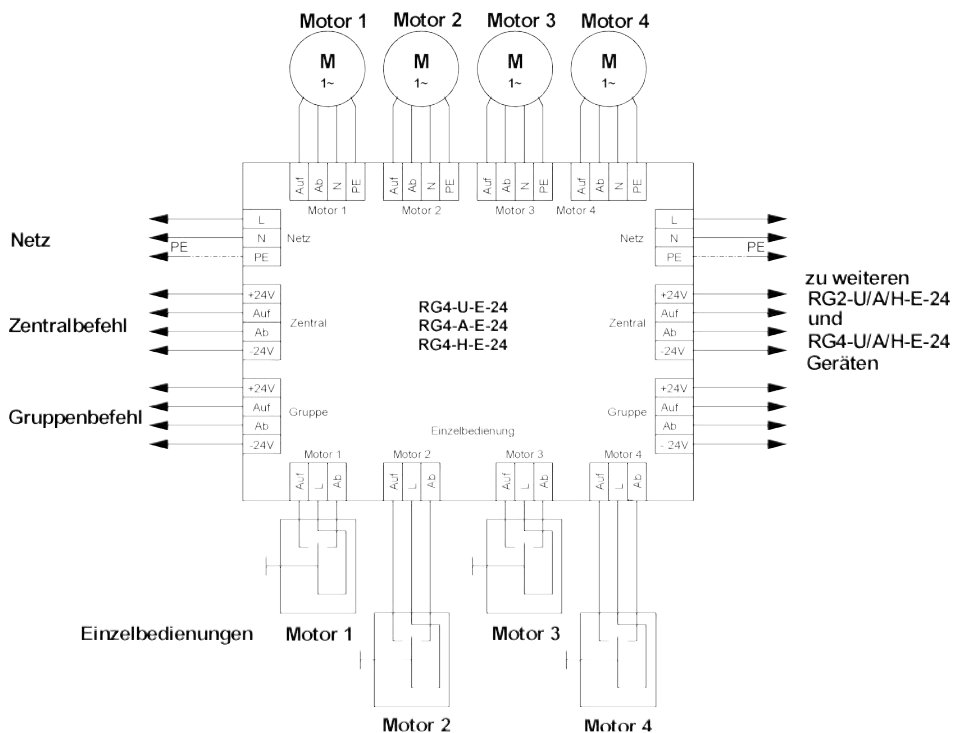 Motor 1 Motor 2 Motor 3 Motor 4
M M M M
1~ 1~ 1~ 1~
Auf Ab N PE Auf Ab N PE Auf Ab N PE Auf Ab N PE
Motor 1 Motor 2 Motor 3 Motor 4
Netz
L
N
PE
PE
Netz
Zentralbefehl
+24V
Auf
Ab
-24V
Zentral
Gruppenbefehl
+24V
Auf
Ab
-24V
Gruppe
RG4-U-E-24
RG4-A-E-24
RG4-H-E-24
Netz
L
N
PE
PE
Zentral
+24V
Auf
Ab
-24V
Gruppe
+24V
Auf
Ab
- 24V
zu weiteren
RG2-U/A/H-E-24
und
RG4-U/A/H-E-24
Geräten
Einzelbedienung
Motor 1 Motor 2 Motor 3 Motor 4
Auf L Ab Auf L Ab Auf L Ab Auf L Ab
Einzelbedienungen
Motor 1 Motor 3
Motor 2 Motor 4